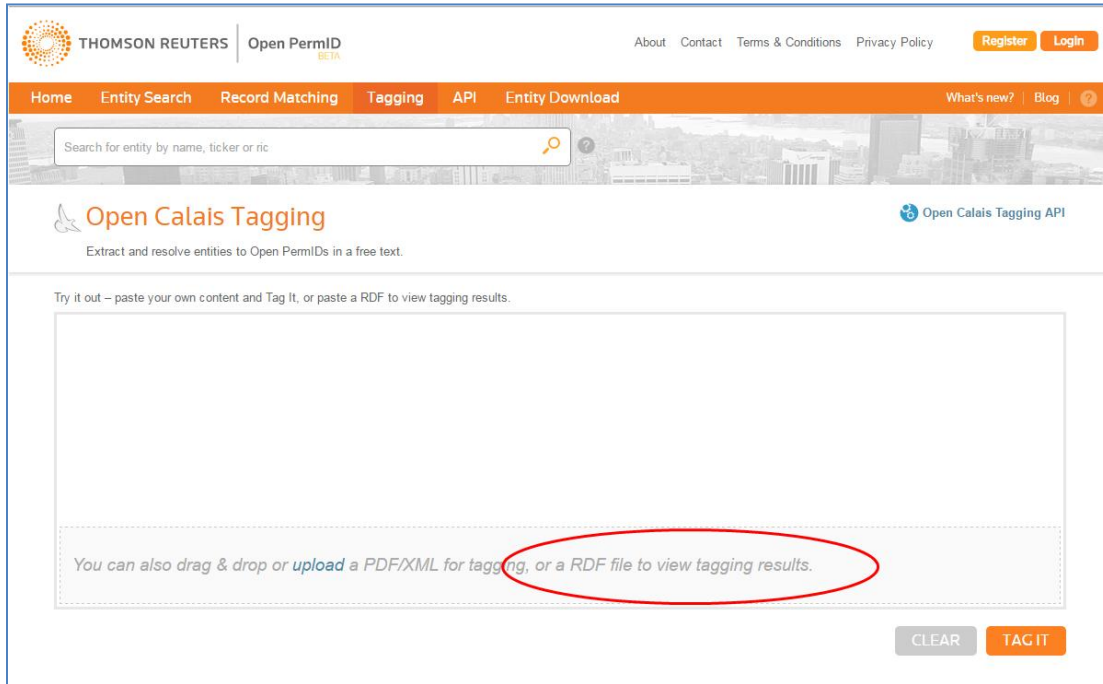 THOMSON REUTERS Open PermID
BETA
About Contact Terms & Conditions Privacy Policy Register Login
Home Entity Search Record Matching Tagging API Entity Download What's new? Blog ?
Search for entity by name, ticker or ric ?
Open Calais Tagging
Open Calais Tagging API
Extract and resolve entities to Open PermIDs in a free text.
Try it out – paste your own content and Tag It, or paste a RDF to view tagging results.
You can also drag & drop or upload a PDF/XML for tagging, or a RDF file to view tagging results.
CLEAR TAG IT